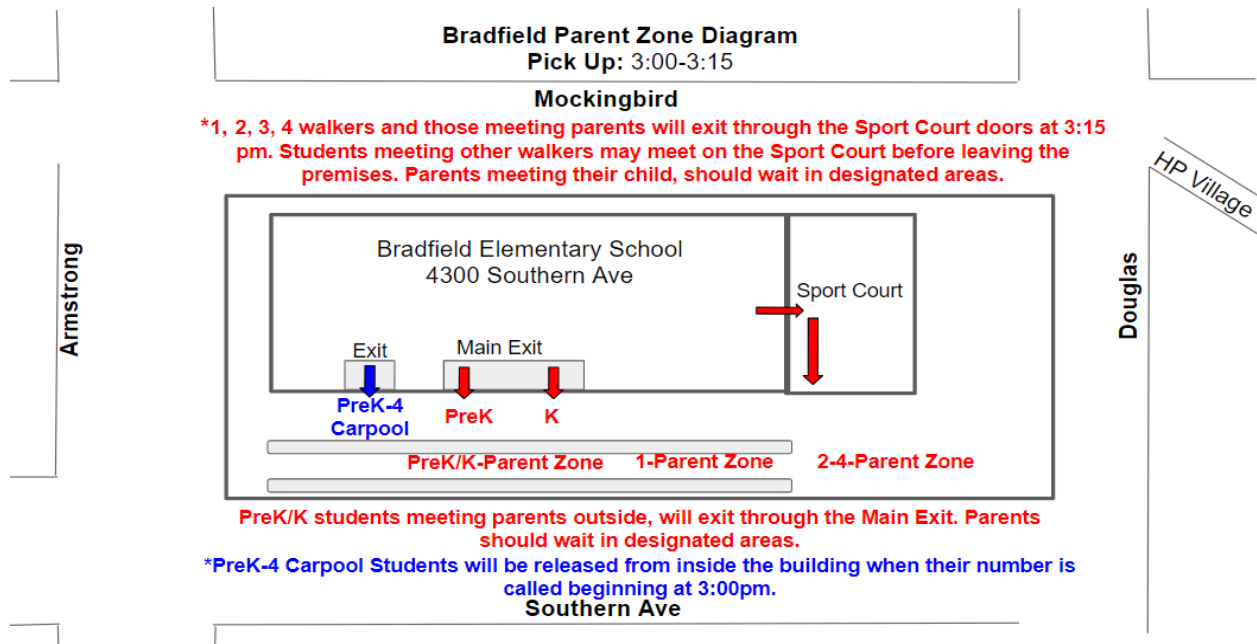 Bradfield Parent Zone Diagram
Pick Up: 3:00-3:15
Mockingbird
*1, 2, 3, 4 walkers and those meeting parents will exit through the Sport Court doors at 3:15
pm. Students meeting other walkers may meet on the Sport Court before leaving the
premises. Parents meeting their child, should wait in designated areas.
HP Village
Armstrong
Bradfield Elementary School
4300 Southern Ave
Sport Court
Douglas
Exit
Main Exit
PreK-4
Carpool
PreK
K
PreK/K-Parent Zone
1-Parent Zone
2-4-Parent Zone
PreK/K students meeting parents outside, will exit through the Main Exit. Parents
should wait in designated areas.
*PreK-4 Carpool Students will be released from inside the building when their number is
called beginning at 3:00pm.
Southern Ave